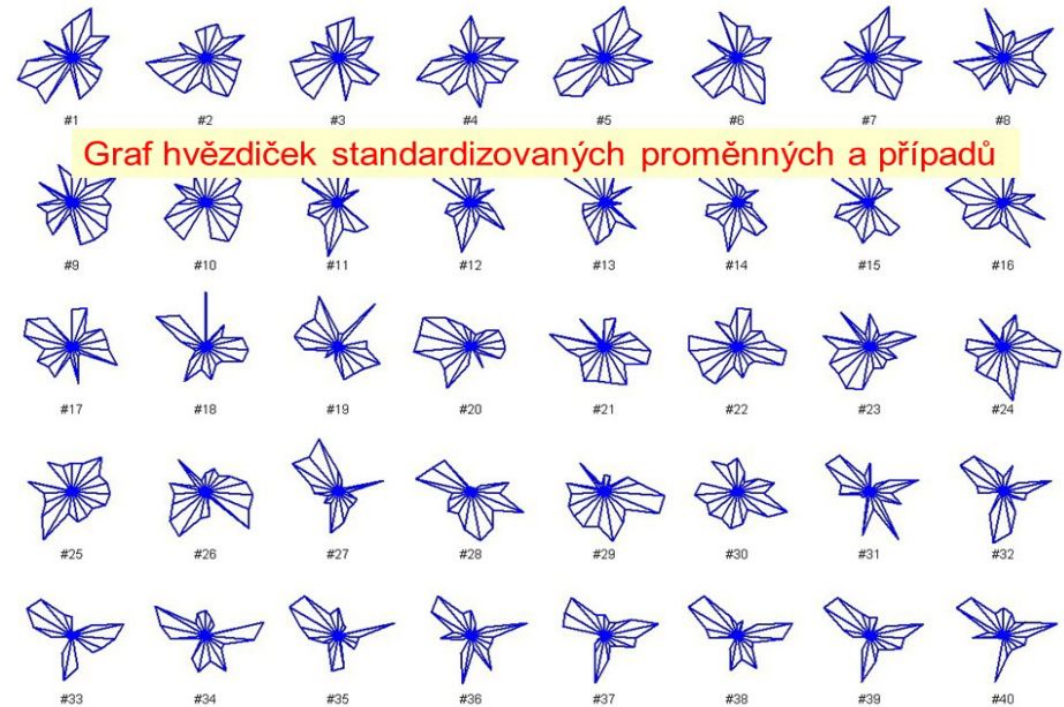 #1 #2 #3 #4 #5 #6 #7 #8
Graf hvězdiček standardizovaných proměnných a případů
#9 #10 #11 #12 #13 #14 #15 #16
#17 #18 #19 #20 #21 #22 #23 #24
#25 #26 #27 #28 #29 #30 #31 #32
#33 #34 #35 #36 #37 #38 #39 #40